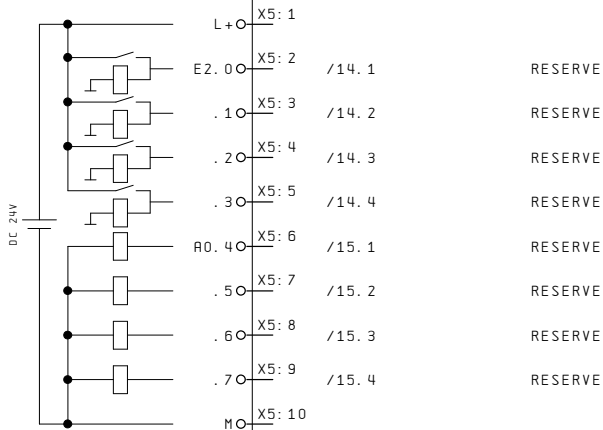 L+ X5:1
E2.0 X5:2 /14.1 RESERVE
.1 X5:3 /14.2 RESERVE
.2 X5:4 /14.3 RESERVE
.3 X5:5 /14.4 RESERVE
DC 24V
A0.4 X5:6 /15.1 RESERVE
.5 X5:7 /15.2 RESERVE
.6 X5:8 /15.3 RESERVE
.7 X5:9 /15.4 RESERVE
M X5:10